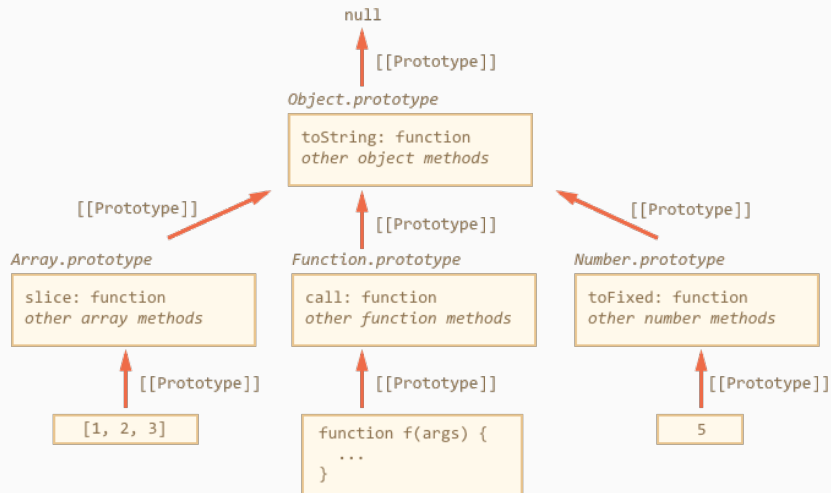 null
[[Prototype]]
Object.prototype
toString: function
other object methods
[[Prototype]]
[[Prototype]]
[[Prototype]]
Array.prototype
slice: function
other array methods
Function.prototype
call: function
other function methods
Number.prototype
toFixed: function
other number methods
[[Prototype]]
[[Prototype]]
[[Prototype]]
[1, 2, 3]
function f(args) {
...
}
5